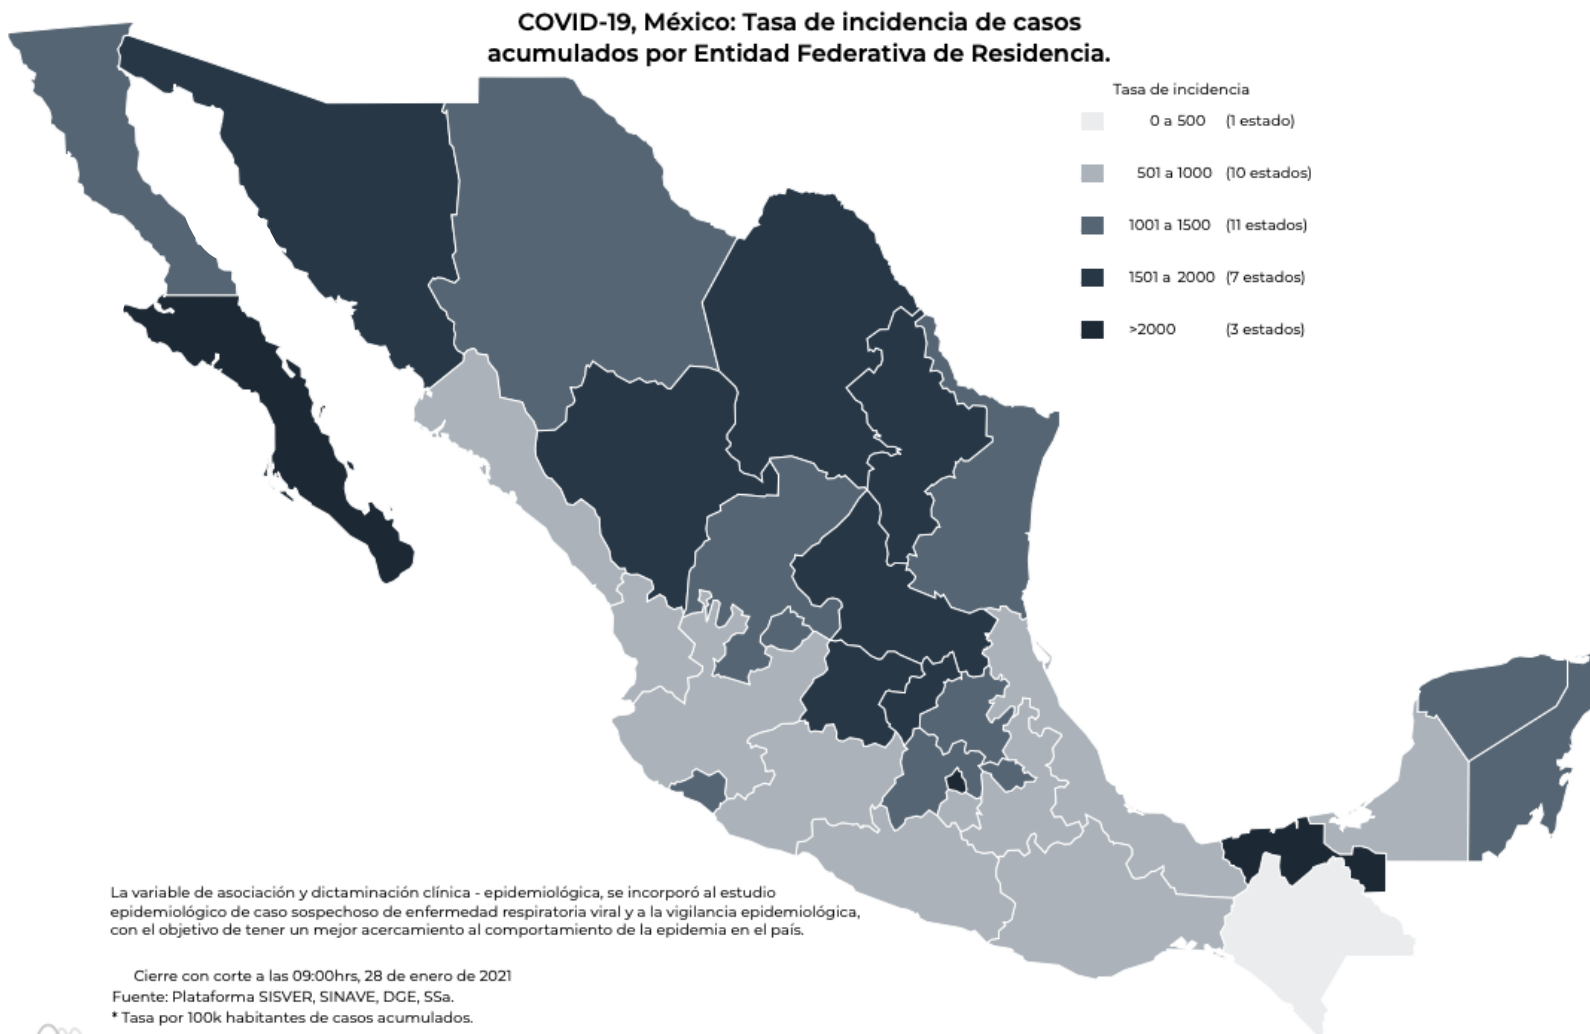 COVID-19, México: Tasa de incidencia de casos
acumulados por Entidad Federativa de Residencia.
Tasa de incidencia
0 a 500 (1 estado)
501 a 1000 (10 estados)
1001 a 1500 (11 estados)
1501 a 2000 (7 estados)
>2000 (3 estados)
La variable de asociación y dictaminación clínica - epidemiológica, se incorporó al estudio
epidemiológico de caso sospechoso de enfermedad respiratoria viral y a la vigilancia epidemiológica,
con el objetivo de tener un mejor acercamiento al comportamiento de la epidemia en el país.
Cierre con corte a las 09:00hrs, 28 de enero de 2021
Fuente: Plataforma SISVER, SINAVE, DGE, SSa.
* Tasa por 100k habitantes de casos acumulados.